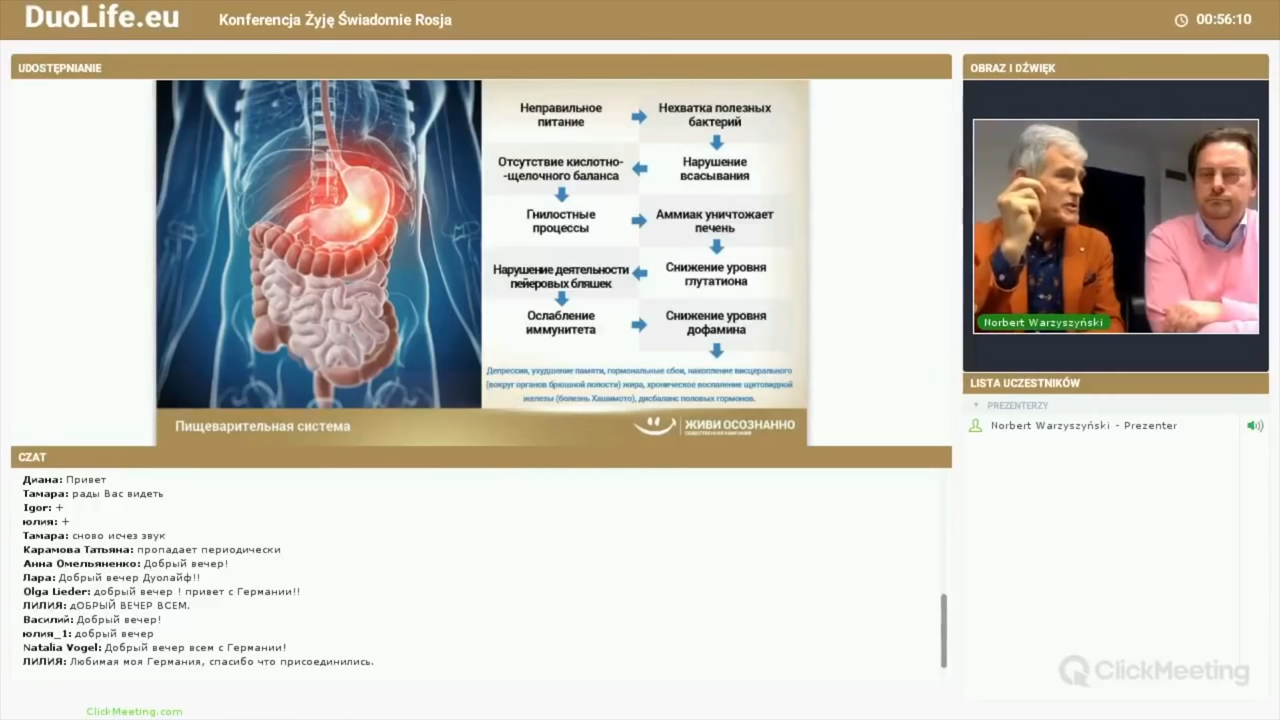 DuoLife.eu
Konferencja Żyję Świadomie Rosja
00:56:10
UDOSTĘPNIANIE
Неправильное
питание
Нехватка полезных
бактерий
Отсутствие кислотно-
-щелочного баланса
Нарушение
всасывания
Гнилостные
процессы
Аммиак уничтожает
печень
Нарушение деятельности
пейеровых бляшек
Снижение уровня
глутатиона
Ослабление
иммунитета
Снижение уровня
дофамина
Депрессия, ухудшение памяти, гормональные сбои, накопление висцерального
(вокруг органов брюшной полости) жира, хроническое воспаление щитовидной
железы (болезнь Хашимото), дисбаланс половых гормонов.
Пищеварительная система
ЖИВИ ОСОЗНАННО
OBRAZ I DŹWIĘK
Norbert Warzyszyński
LISTA UCZESTNIKÓW
PREZENTERZY
Norbert Warzyszyński - Prezenter
CZAT
Диана: Привет
Тамара: рады Вас видеть
Igor: +
юлия: +
Тамара: сново исчез звук
Карамова Татьяна: пропадает периодически
Анна Омельяненко: Добрый вечер!
Лара: Добрый вечер Дуолайф!!
Olga Lieder: добрый вечер ! привет с Германии!!
ЛИЛИЯ: дОБРЫЙ ВЕЧЕР ВСЕМ.
Василий: Добрый вечер!
юлия_1: добрый вечер
Natalia Vogel: Добрый вечер всем с Германии!
ЛИЛИЯ: Любимая моя Германия, спасибо что присоединились.
ClickMeeting
ClickMeeting.com